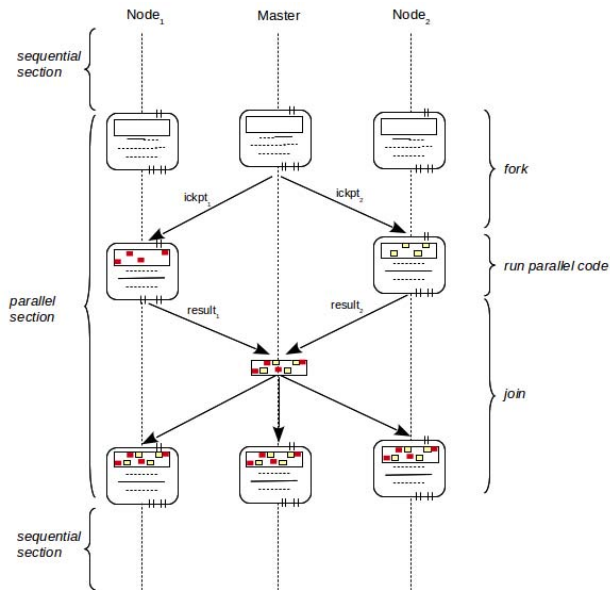 Node₁
Master
Node₂
sequential
section
fork
ickpt₁
ickpt₂
run parallel code
parallel
section
result₁
result₂
join
sequential
section